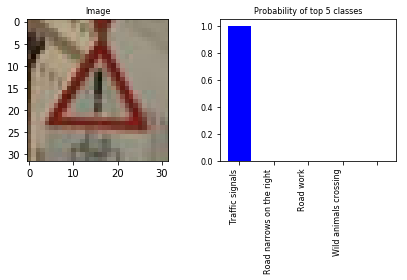 Image
0
5
10
15
20
25
30
0
10
20
30
Probability of top 5 classes
1.0
0.8
0.6
0.4
0.2
0.0
Traffic signals
Road narrows on the right
Road work
Wild animals crossing